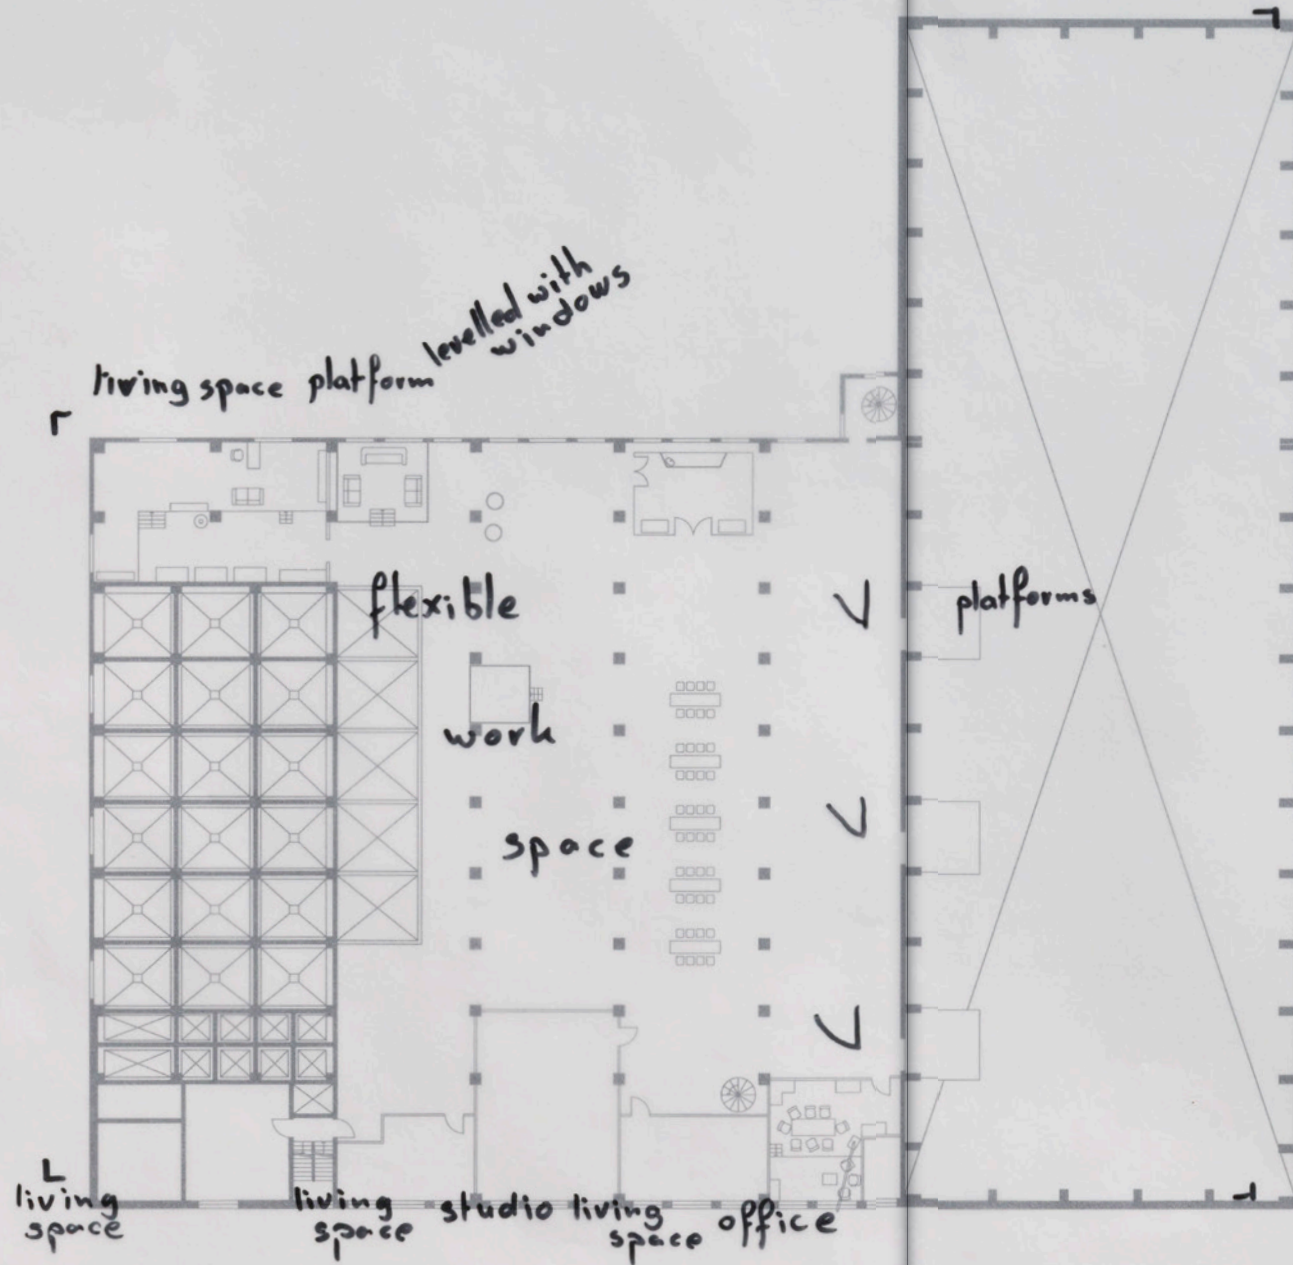 levelled with
windows
living space platform
flexible
platforms
work
space
living
space
living
space
studio
living
space
office